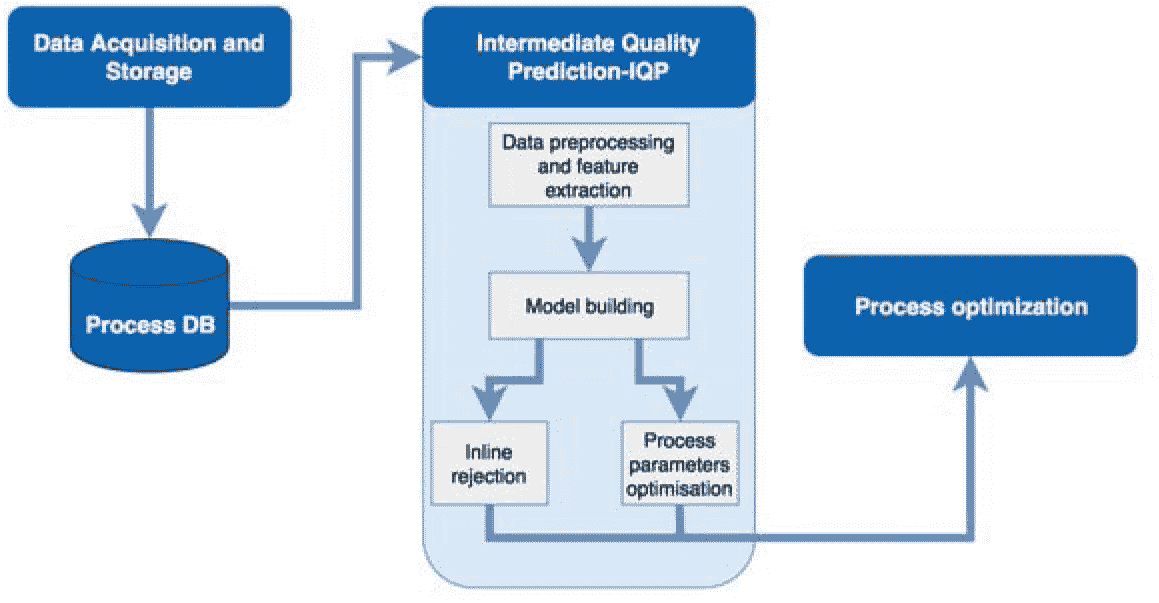 Data Acquisition and
Storage
Intermediate Quality
Prediction-IQP
Data preprocessing
and feature
extraction
Process DB
Model building
Process optimization
Inline
rejection
Process
parameters
optimisation